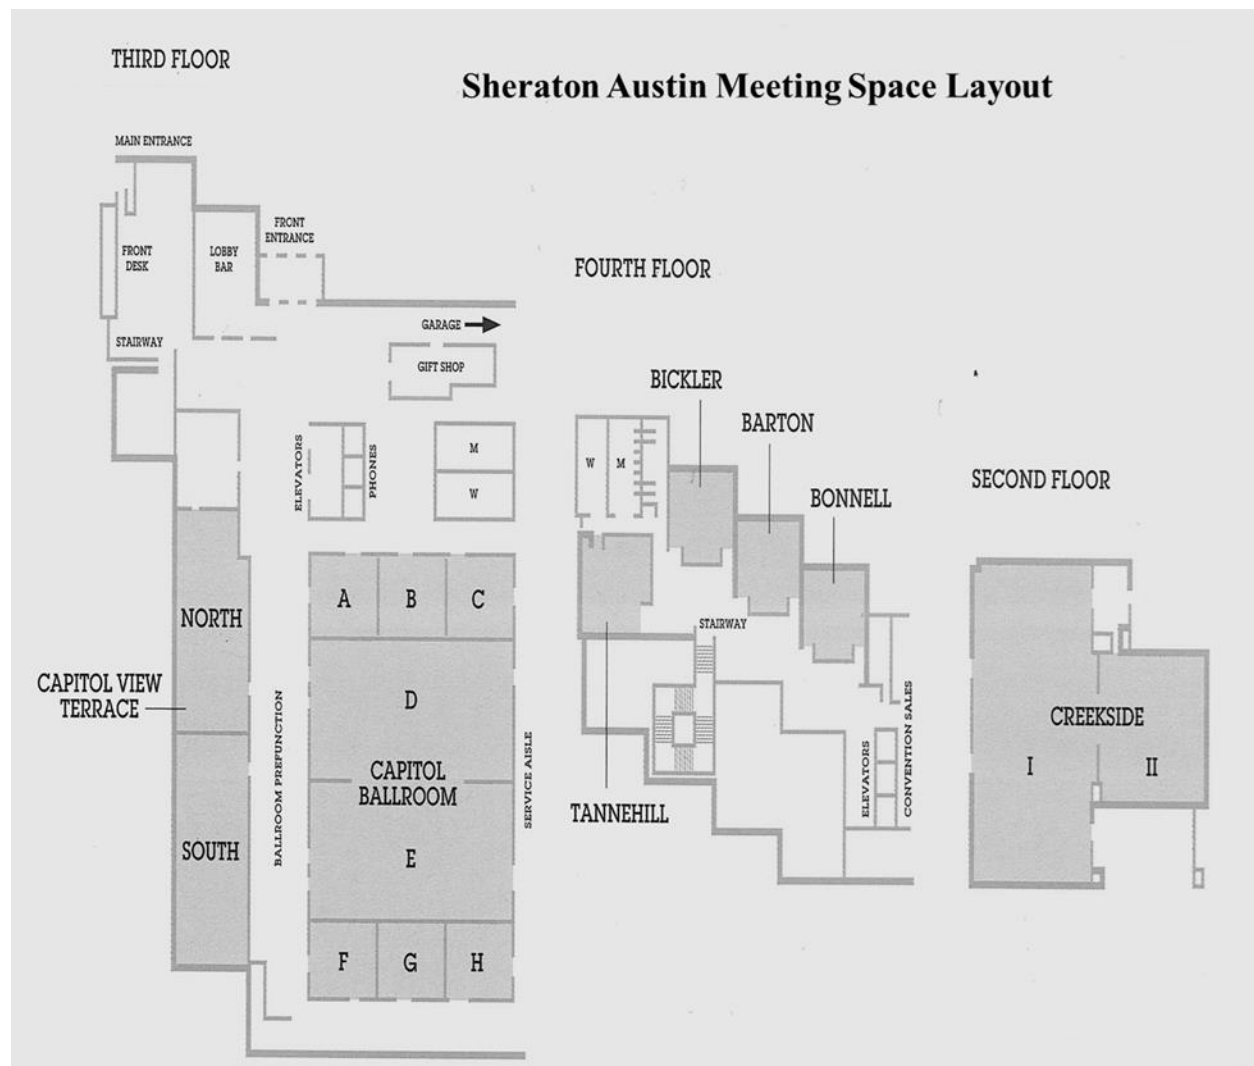 THIRD FLOOR
Sheraton Austin Meeting Space Layout
MAIN ENTRANCE
FRONT
DESK
LOBBY
BAR
FRONT
ENTRANCE
STAIRWAY
GARAGE
GIFT SHOP
ELEVATORS
PHONES
M
W
NORTH
CAPITOL VIEW
TERRACE
SOUTH
BALLROOM PREFUNCTION
A
B
C
D
CAPITOL
BALLROOM
E
F
G
H
SERVICE AISLE
FOURTH FLOOR
BICKLER
BARTON
BONNELL
W
M
STAIRWAY
TANNEHILL
ELEVATORS
CONVENTION SALES
SECOND FLOOR
CREEKSIDE
I
II